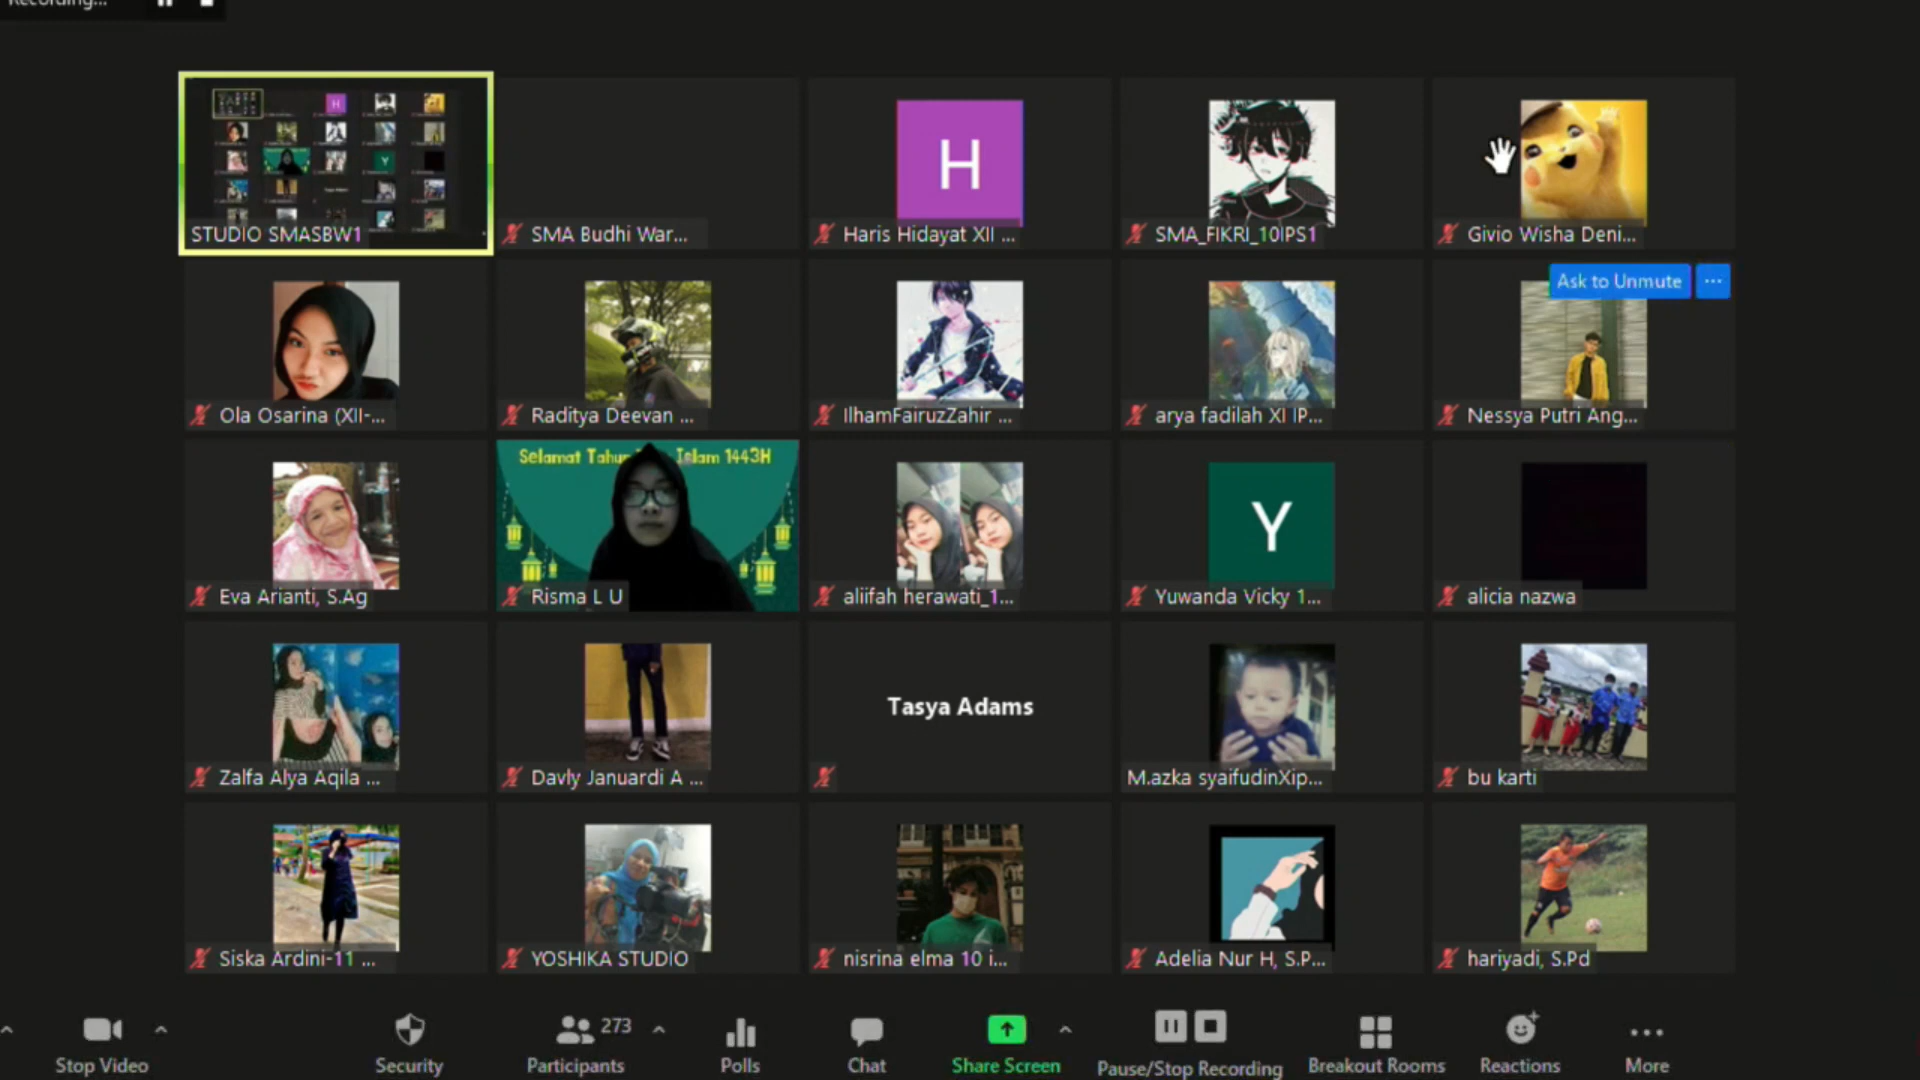 Recording...
STUDIO SMASBW1
SMA Budhi War...
H
Haris Hidayat XII ...
SMA_FIKRI_10IPS1
Givio Wisha Deni...
Ask to Unmute
...
Ola Osarina (XII-...
Raditya Deevan ...
IlhamFairuzZahir ...
arya fadilah XI IP...
Nessya Putri Ang...
Eva Arianti, S.Ag
Selamat Tahu Islam 1443H
Risma L U
aliifah herawati_1...
Y
Yuwanda Vicky 1...
alicia nazwa
Zalfa Alya Aqila ...
Davly Januardi A ...
Tasya Adams
M.azka syaifudinXip...
bu karti
Siska Ardini-11 ...
YOSHIKA STUDIO
nisrina elma 10 i...
Adelia Nur H, S.P...
hariyadi, S.Pd
Stop Video
Security
273
Participants
Polls
Chat
Share Screen
Pause/Stop Recording
Breakout Rooms
Reactions
More